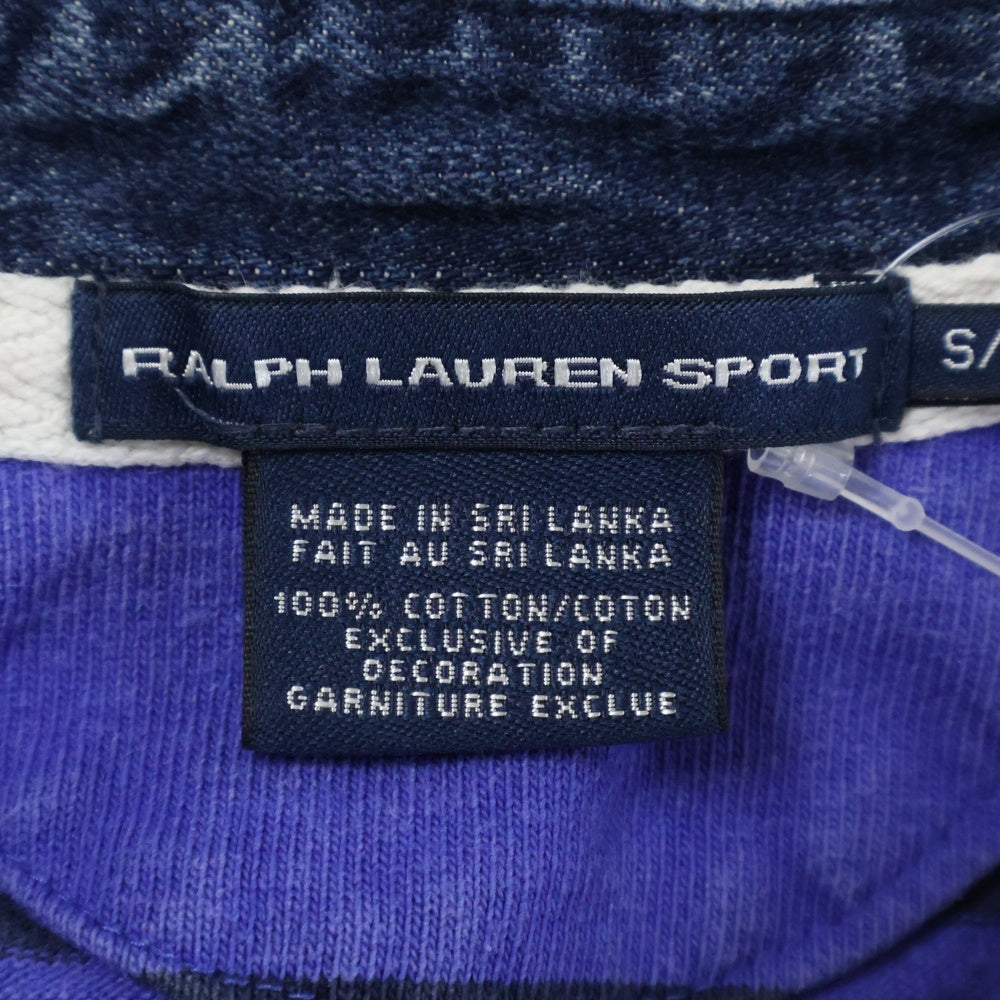 RALPH LAUREN SPORT
S/
MADE IN SRI LANKA
FAIT AU SRI LANKA
100% COTTON/COTON
EXCLUSIVE OF
DECORATION
GARNITURE EXCLUE